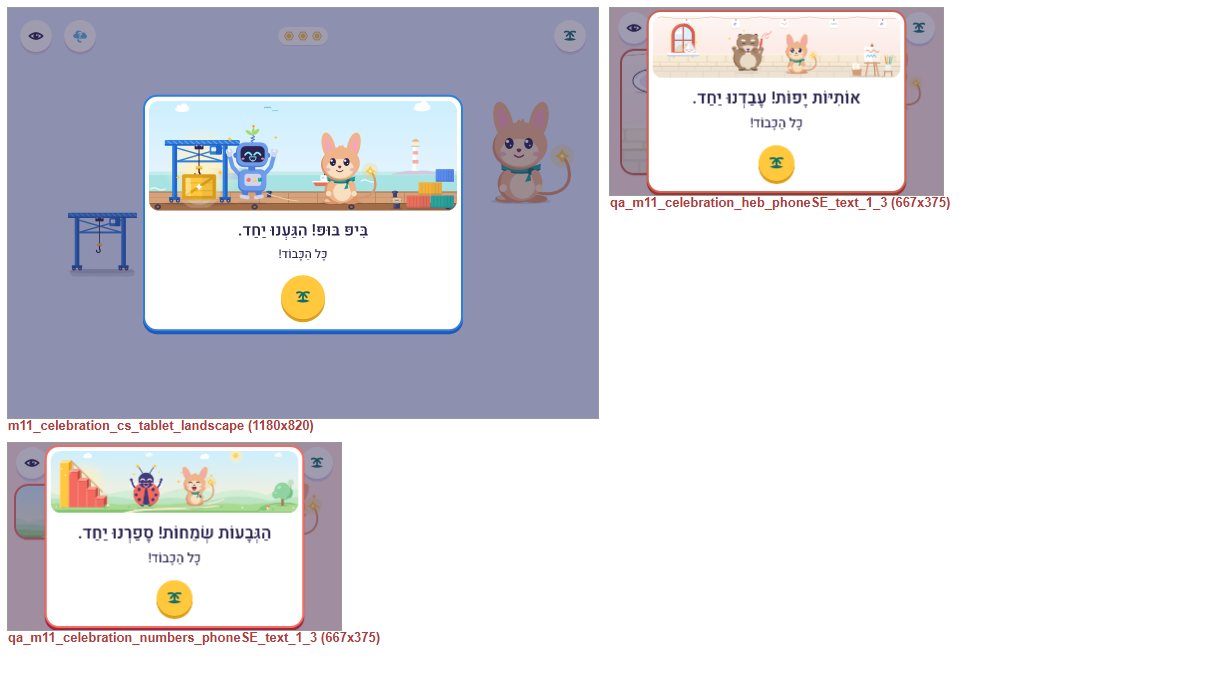 בִּיפּ בּוּפּ! הִגַּעְנוּ יַחַד.
כָּל הַכָּבוֹד!
m11_celebration_cs_tablet_landscape (1180x820)
אוֹתִיּוֹת יָפוֹת! עָבַדְנוּ יַחַד.
כָּל הַכָּבוֹד!
qa_m11_celebration_heb_phoneSE_text_1_3 (667x375)
הַגְּבָעוֹת שְׂמֵחוֹת! סָפַרְנוּ יַחַד.
כָּל הַכָּבוֹד!
qa_m11_celebration_numbers_phoneSE_text_1_3 (667x375)